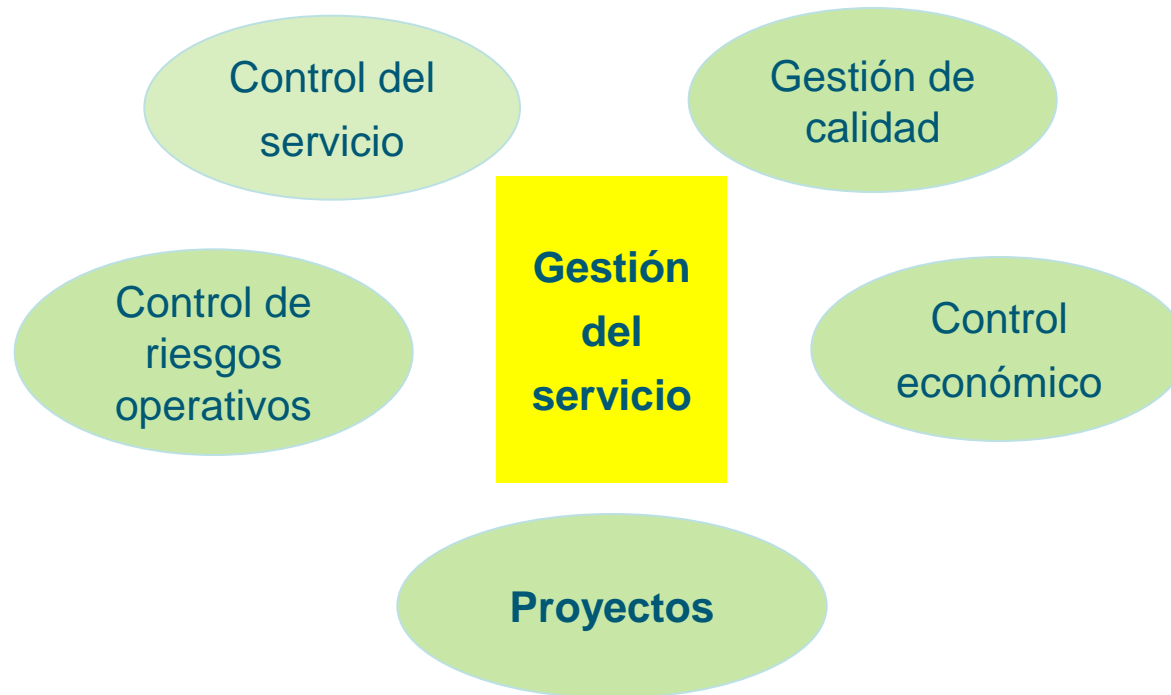 Control del
servicio
Gestión de
calidad
Gestión
del
servicio
Control de
riesgos
operativos
Control
económico
Proyectos